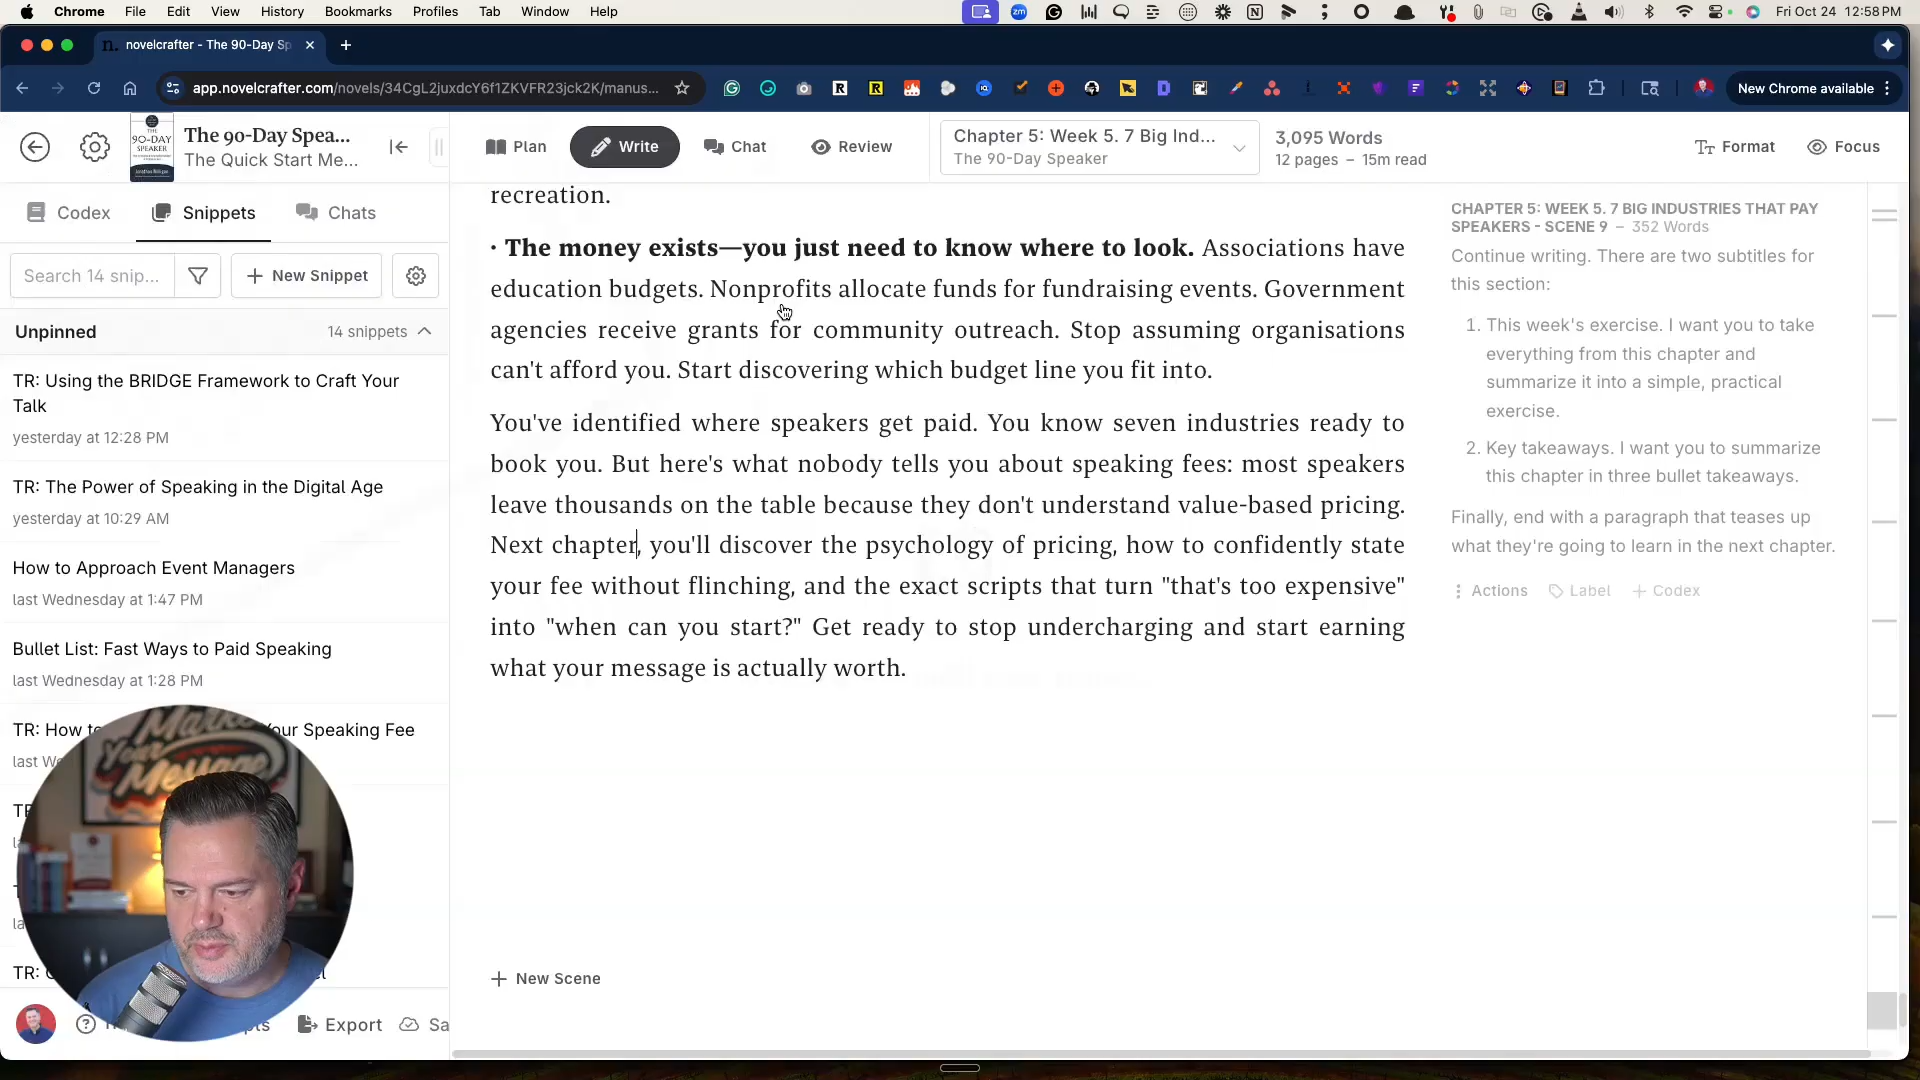 Chrome File Edit View History Bookmarks Profiles Tab Window Help Fri Oct 24 12:58 PM
novelcrafter - The 90-Day Sp
app.novelcrafter.com/novels/34CgL2juxdcY6f1ZKVFR23jck2K/manus... New Chrome available
The 90-Day Spea...
The Quick Start Me...
THE
90-DAY
SPEAKER
Plan Write Chat Review
Chapter 5: Week 5. 7 Big Ind...
The 90-Day Speaker
3,095 Words
12 pages – 15m read
Format Focus
Codex Snippets Chats
Search 14 snip... New Snippet
Unpinned 14 snippets
TR: Using the BRIDGE Framework to Craft Your
Talk
yesterday at 12:28 PM
TR: The Power of Speaking in the Digital Age
yesterday at 10:29 AM
How to Approach Event Managers
last Wednesday at 1:47 PM
Bullet List: Fast Ways to Paid Speaking
last Wednesday at 1:28 PM
TR: How to our Speaking Fee
last We
TR:
Market
Your
Message
Export Sa
recreation.
· The money exists—you just need to know where to look. Associations have
education budgets. Nonprofits allocate funds for fundraising events. Government
agencies receive grants for community outreach. Stop assuming organisations
can't afford you. Start discovering which budget line you fit into.
You've identified where speakers get paid. You know seven industries ready to
book you. But here's what nobody tells you about speaking fees: most speakers
leave thousands on the table because they don't understand value-based pricing.
Next chapter, you'll discover the psychology of pricing, how to confidently state
your fee without flinching, and the exact scripts that turn "that's too expensive"
into "when can you start?" Get ready to stop undercharging and start earning
what your message is actually worth.
New Scene
CHAPTER 5: WEEK 5. 7 BIG INDUSTRIES THAT PAY
SPEAKERS - SCENE 9 – 352 Words
Continue writing. There are two subtitles for
this section:
1. This week's exercise. I want you to take
everything from this chapter and
summarize it into a simple, practical
exercise.
2. Key takeaways. I want you to summarize
this chapter in three bullet takeaways.
Finally, end with a paragraph that teases up
what they're going to learn in the next chapter.
Actions Label Codex